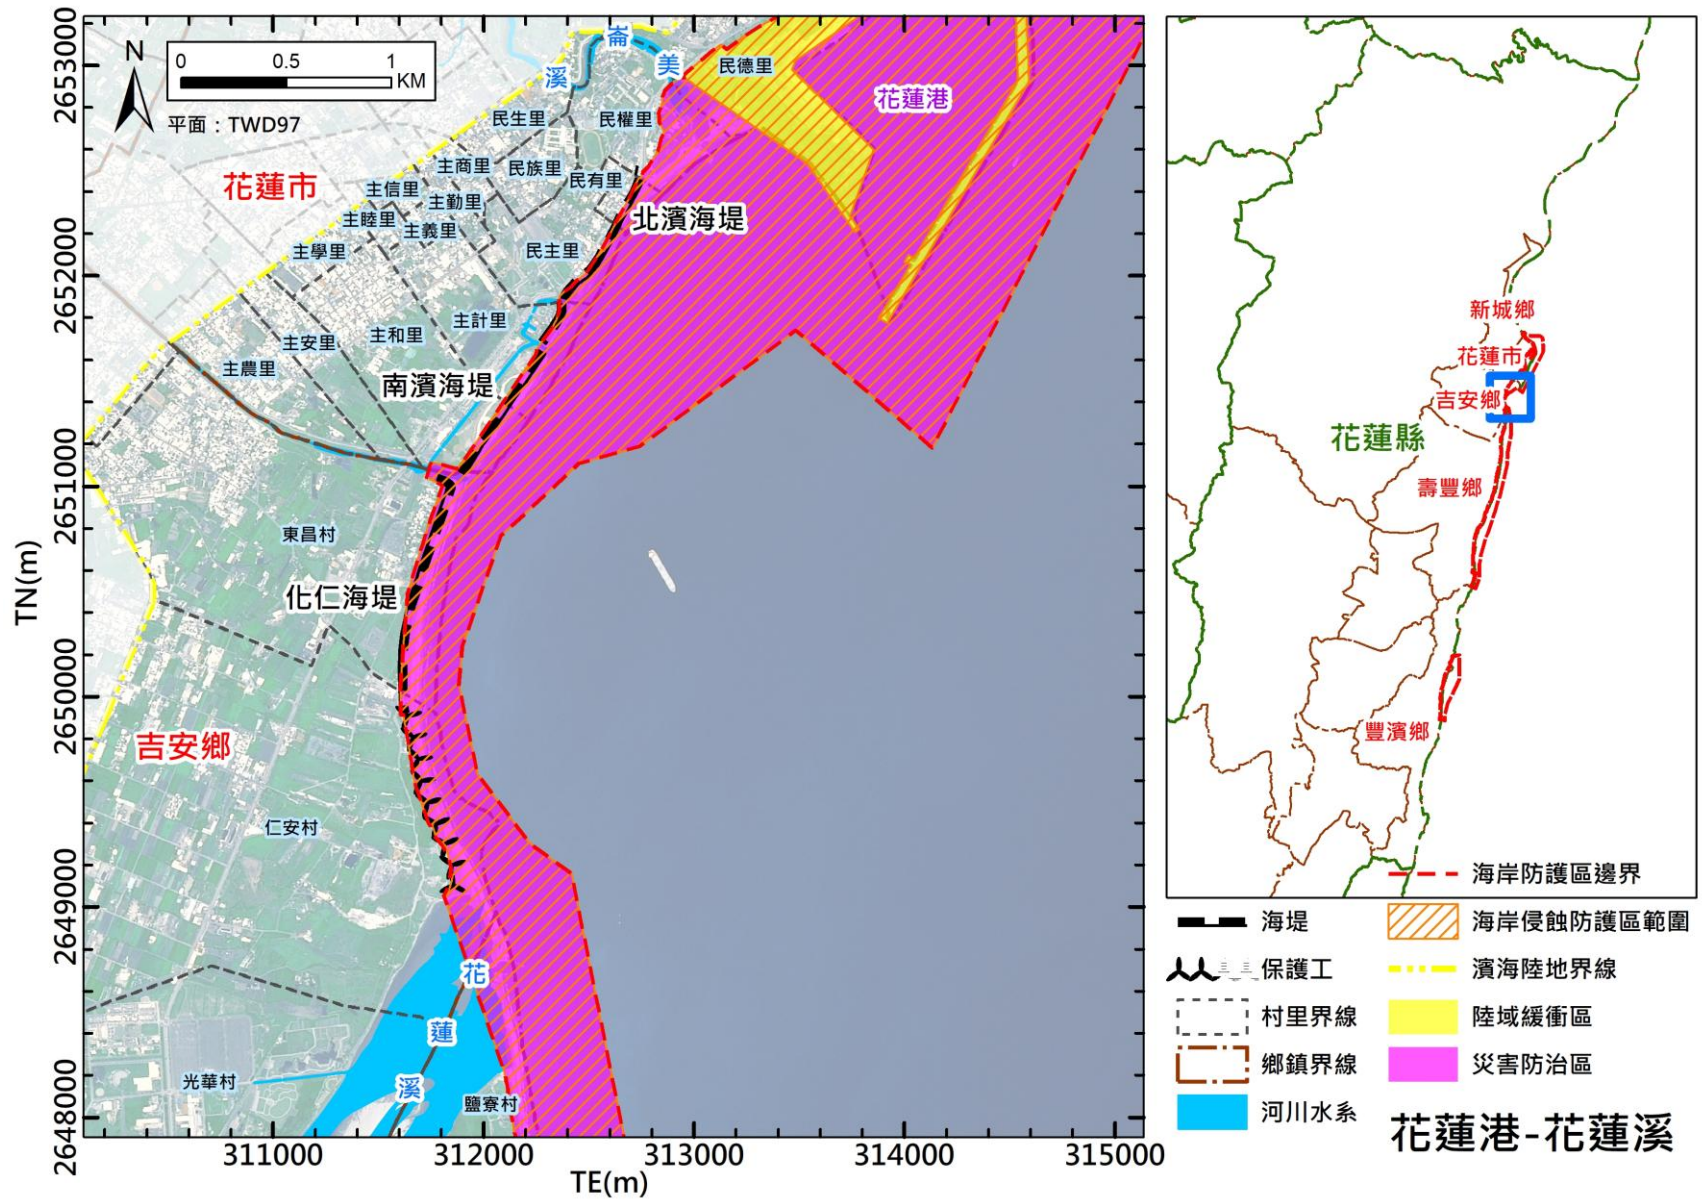 N
0 0.5 1
KM
平面：TWD97
花蓮市
吉安鄉
崙
美
溪
民德里
花蓮港
民生里
民權里
主商里
民族里
民有里
主信里
主勤里
主睦里
主義里
主學里
民主里
北濱海堤
主計里
主和里
主安里
主農里
南濱海堤
東昌村
化仁海堤
仁安村
花
蓮
溪
光華村
鹽寮村
2653000
2652000
2651000
2650000
2649000
2648000
TN(m)
311000 312000 313000 314000 315000
TE(m)
新城鄉
花蓮市
吉安鄉
花蓮縣
壽豐鄉
豐濱鄉
海岸防護區邊界
海堤
海岸侵蝕防護區範圍
保護工
濱海陸地界線
村里界線
陸域緩衝區
鄉鎮界線
災害防治區
河川水系
花蓮港-花蓮溪